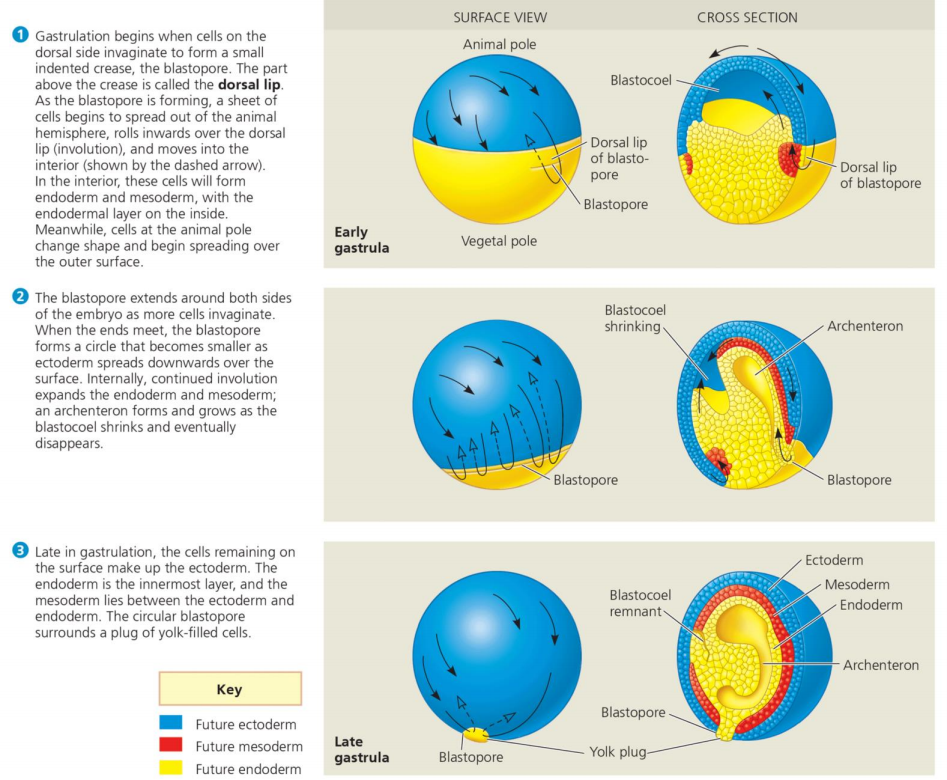 SURFACE VIEW
CROSS SECTION
1 Gastrulation begins when cells on the
dorsal side invaginate to form a small
indented crease, the blastopore. The part
above the crease is called the dorsal lip.
As the blastopore is forming, a sheet of
cells begins to spread out of the animal
hemisphere, rolls inwards over the dorsal
lip (involution), and moves into the
interior (shown by the dashed arrow).
In the interior, these cells will form
endoderm and mesoderm, with the
endodermal layer on the inside.
Meanwhile, cells at the animal pole
change shape and begin spreading over
the outer surface.
Animal pole
Blastocoel
Dorsal lip
of blasto-
pore
Blastopore
Dorsal lip
of blastopore
Early
gastrula
Vegetal pole
2 The blastopore extends around both sides
of the embryo as more cells invaginate.
When the ends meet, the blastopore
forms a circle that becomes smaller as
ectoderm spreads downwards over the
surface. Internally, continued involution
expands the endoderm and mesoderm;
an archenteron forms and grows as the
blastocoel shrinks and eventually
disappears.
Blastocoel
shrinking
Archenteron
Blastopore
Blastopore
3 Late in gastrulation, the cells remaining on
the surface make up the ectoderm. The
endoderm is the innermost layer, and the
mesoderm lies between the ectoderm and
endoderm. The circular blastopore
surrounds a plug of yolk-filled cells.
Ectoderm
Mesoderm
Endoderm
Blastocoel
remnant
Archenteron
Blastopore
Yolk plug
Blastopore
Late
gastrula
Key
Future ectoderm
Future mesoderm
Future endoderm